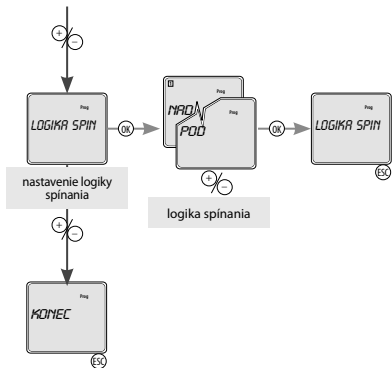 +
−
Prog
LOGIKA SPIN
OK
Prog
NAD
Prog
POD
OK
Prog
LOGIKA SPIN
ESC
nastavenie logiky
spínania
+
−
logika spínania
+
−
Prog
KONEC
ESC